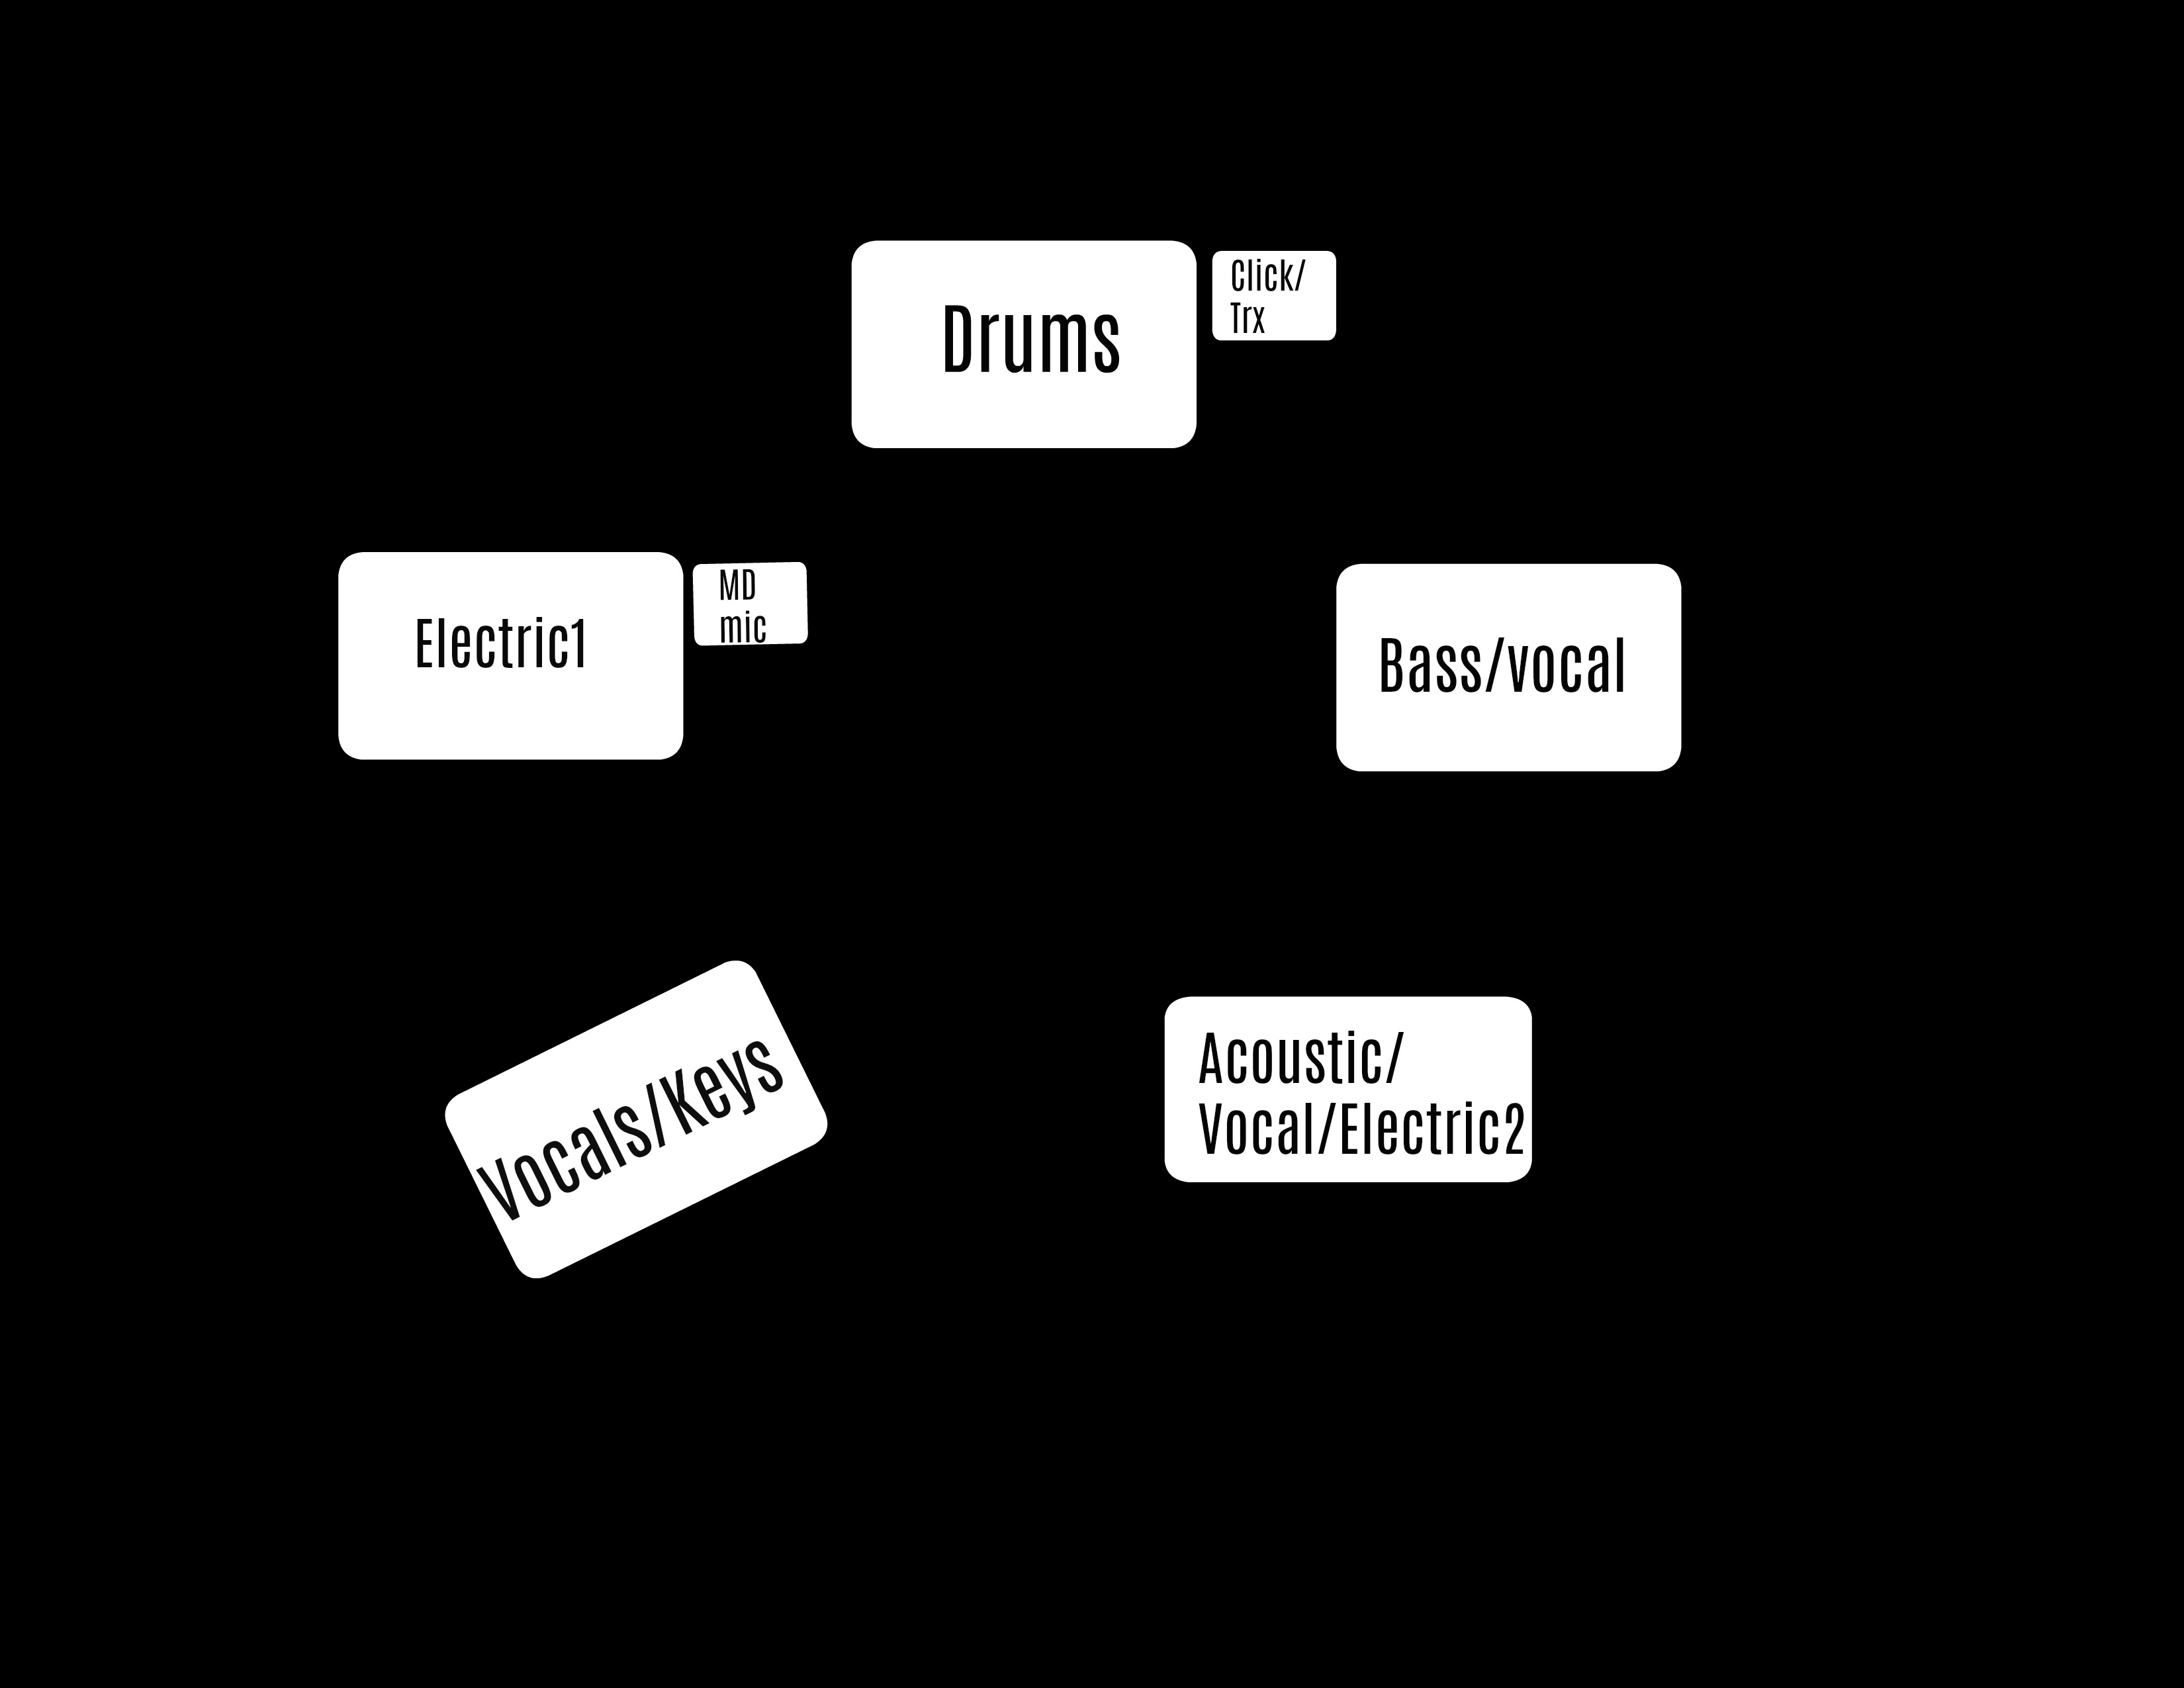 Drums
Click/
Trx
Electric1
MD
mic
Bass/vocal
Vocals/Keys
Acoustic/
Vocal/Electric2